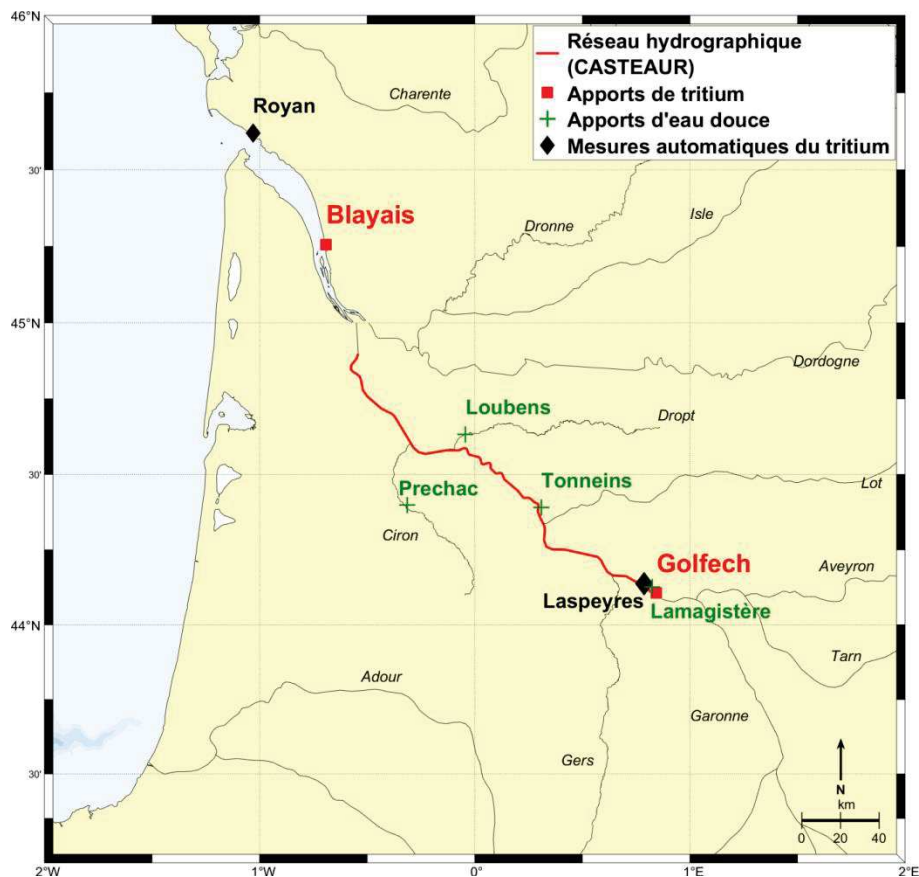 46°N
Réseau hydrographique
(CASTEAUR)
Apports de tritium
Apports d'eau douce
Mesures automatiques du tritium
Charente
Royan
30'
Isle
Blayais
Dronne
45°N
Dordogne
Loubens
Dropt
30'
Prechac
Tonneins
Lot
Ciron
Golfech
Aveyron
Laspeyres
Lamagistère
44°N
Tarn
Adour
Garonne
Gers
30'
N
km
0 20 40
2°W 1°W 0° 1°E 2°E